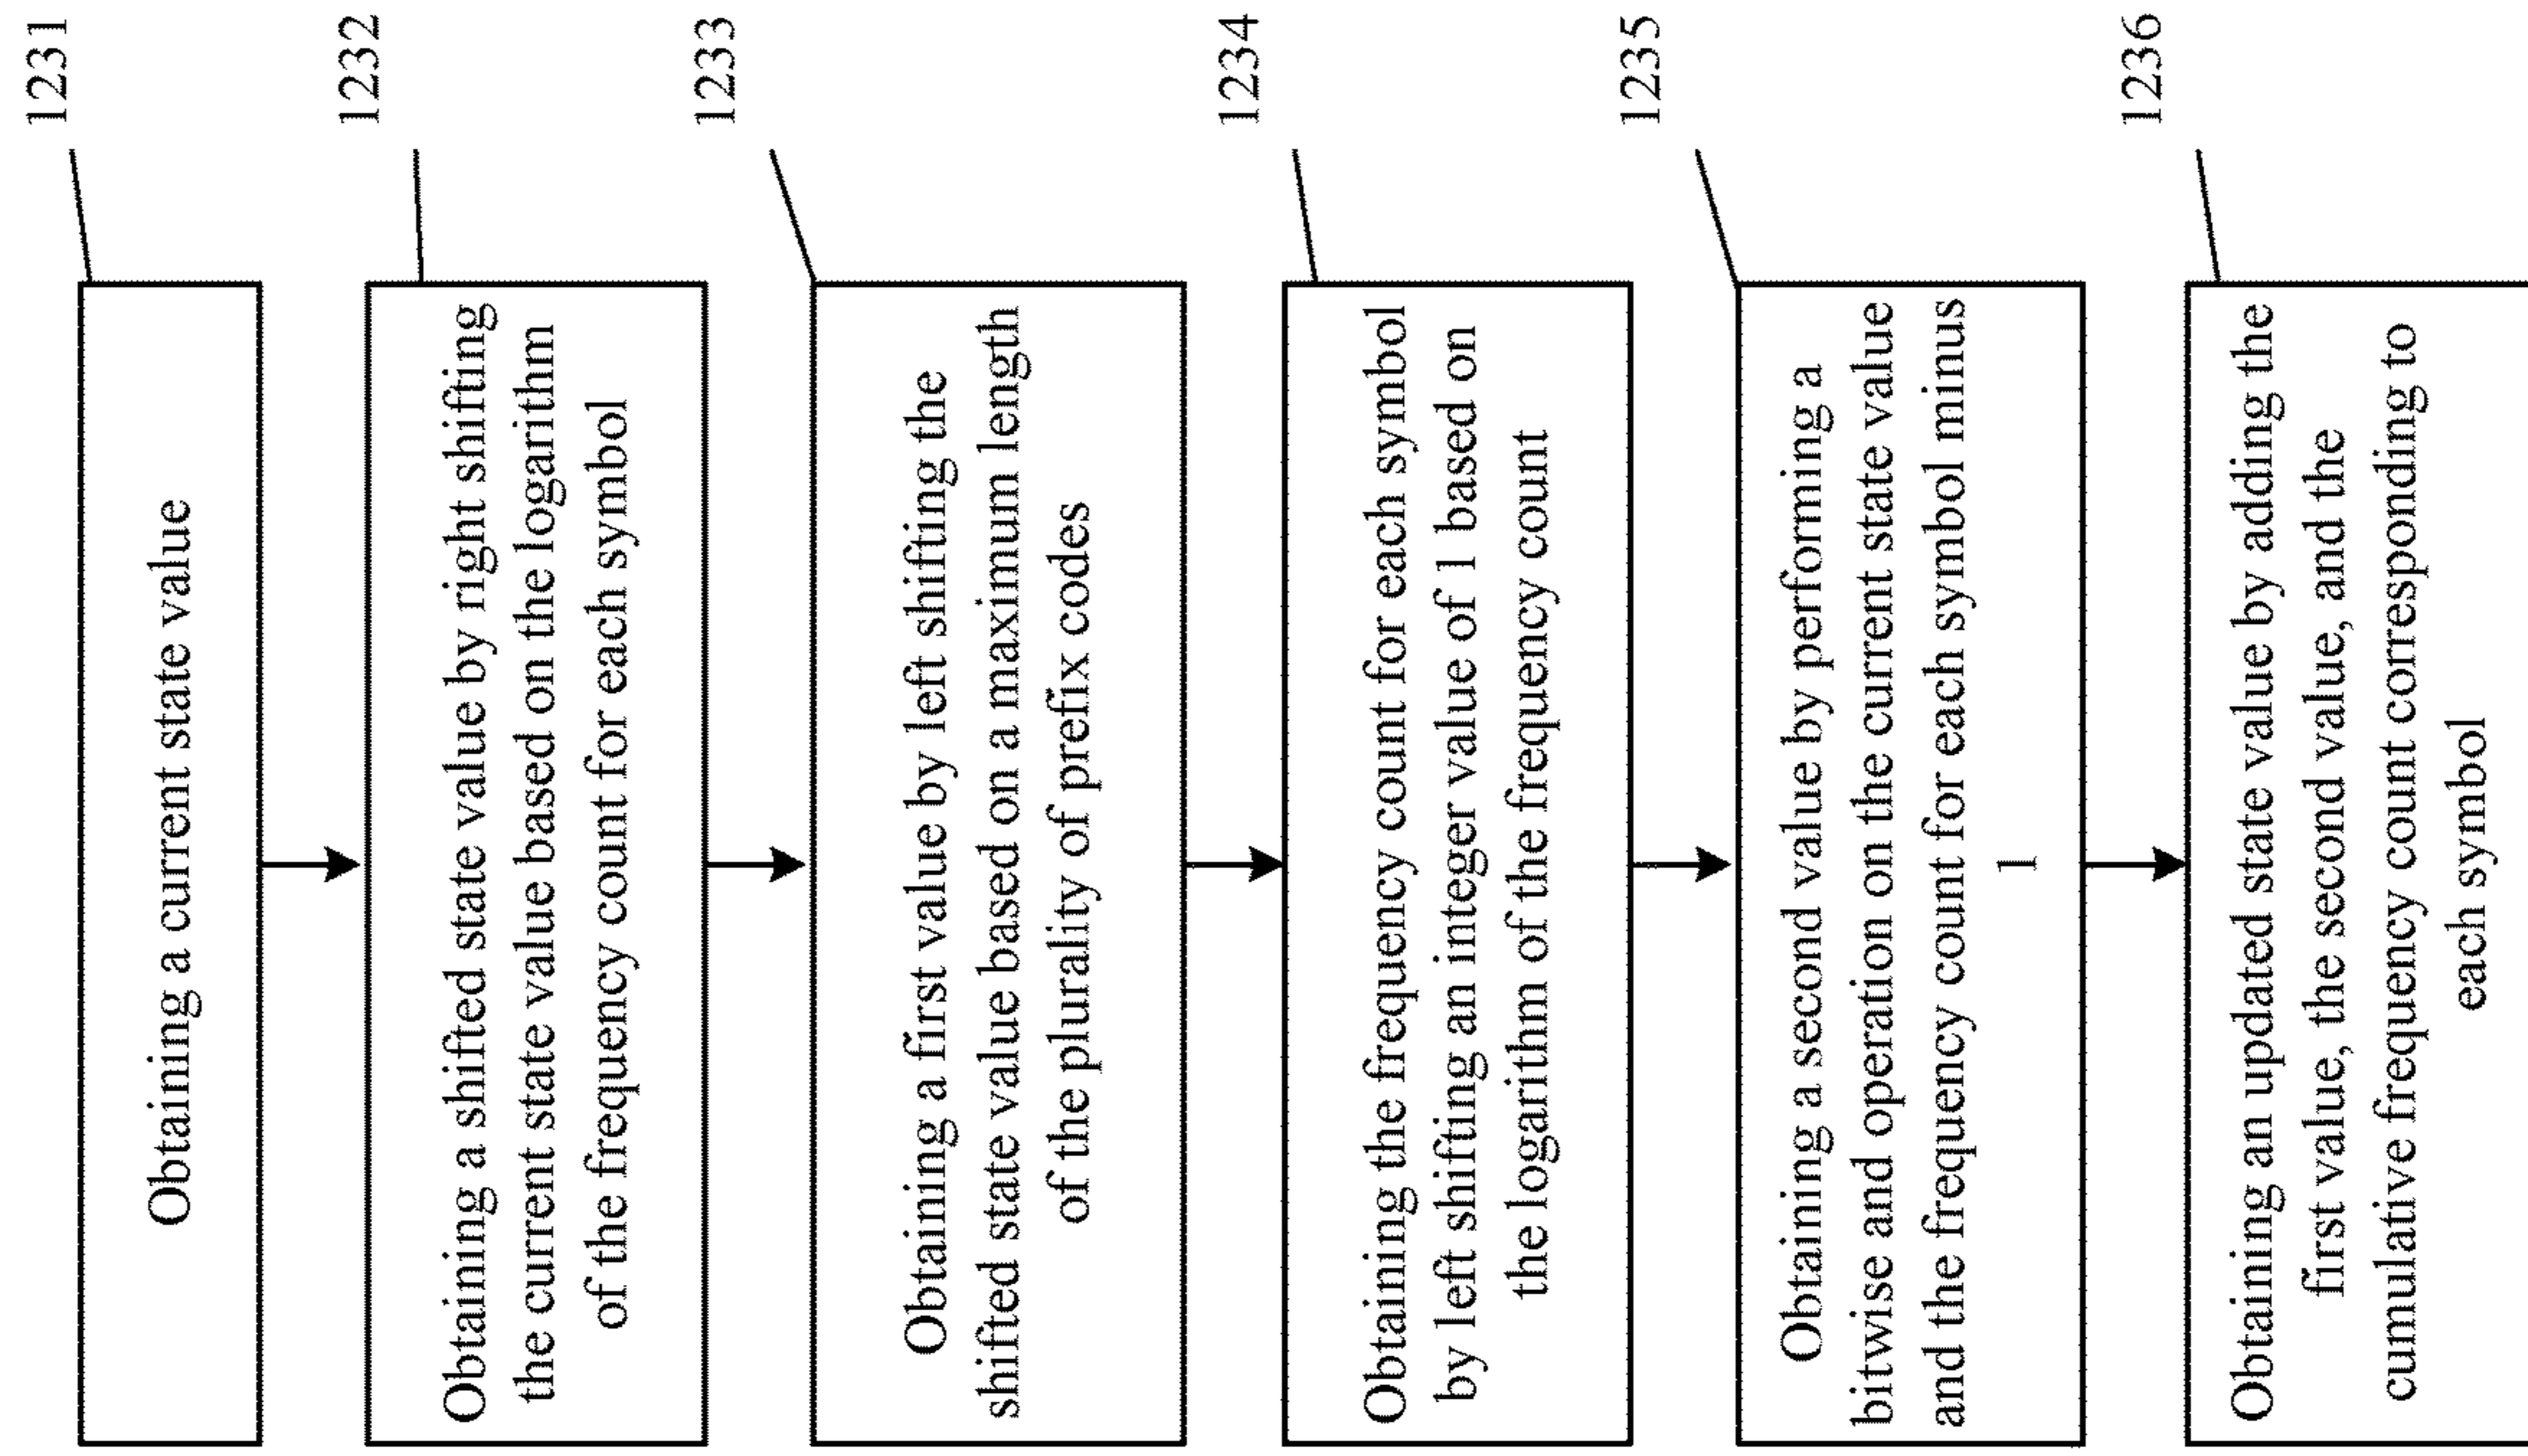 1231
Obtaining a current state value
1232
Obtaining a shifted state value by right shifting
the current state value based on the logarithm
of the frequency count for each symbol
1233
Obtaining a first value by left shifting the
shifted state value based on a maximum length
of the plurality of prefix codes
1234
Obtaining the frequency count for each symbol
by left shifting an integer value of 1 based on
the logarithm of the frequency count
1235
Obtaining a second value by performing a
bitwise and operation on the current state value
and the frequency count for each symbol minus
1
1236
Obtaining an updated state value by adding the
first value, the second value, and the
cumulative frequency count corresponding to
each symbol